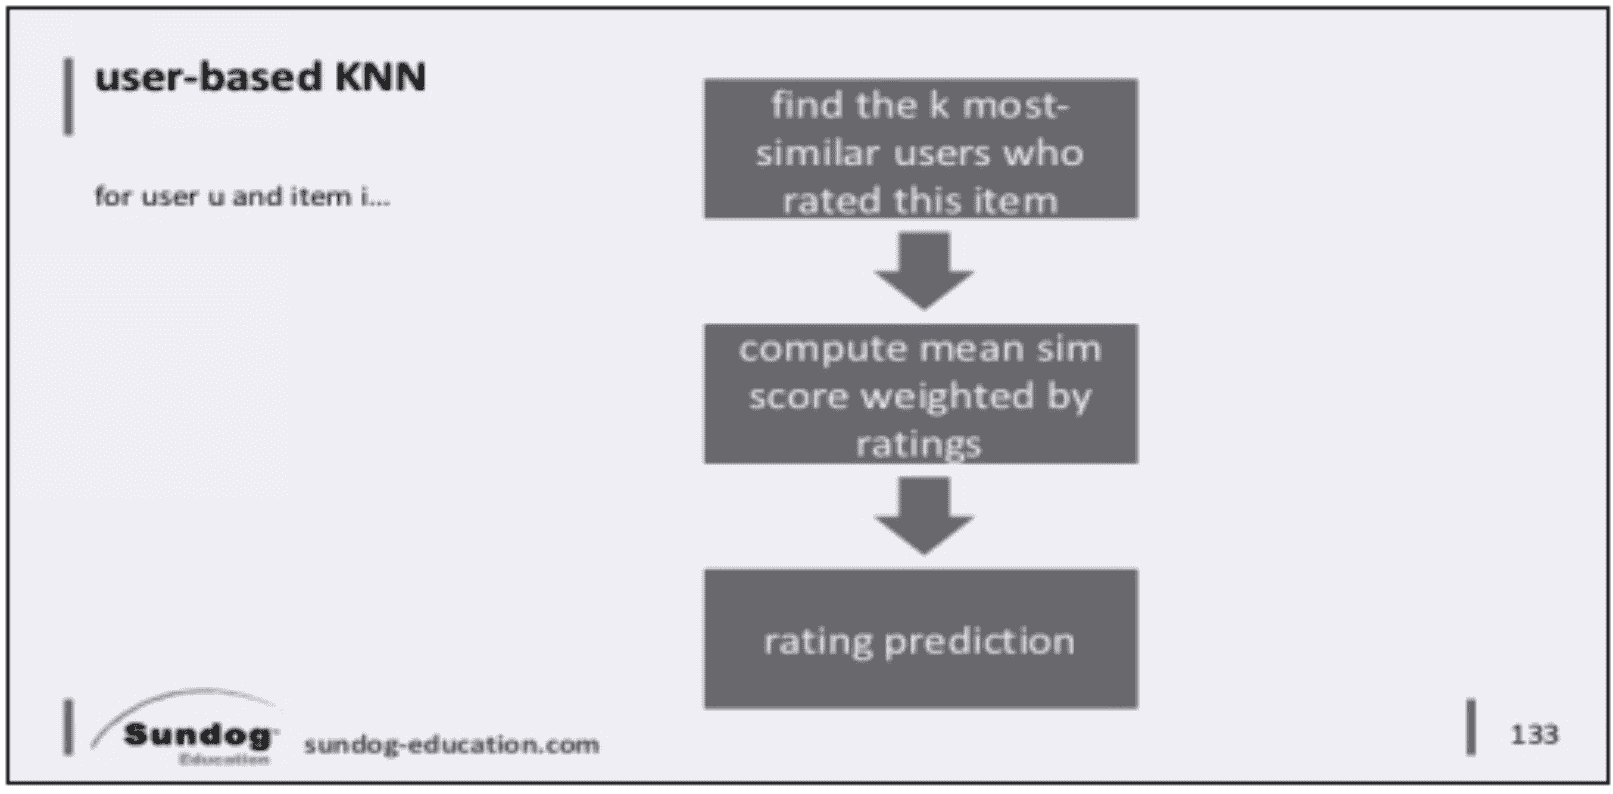 user-based KNN
for user u and item i...
find the k most-
similar users who
rated this item
compute mean sim
score weighted by
ratings
rating prediction
Sundog
Education
sundog-education.com
133